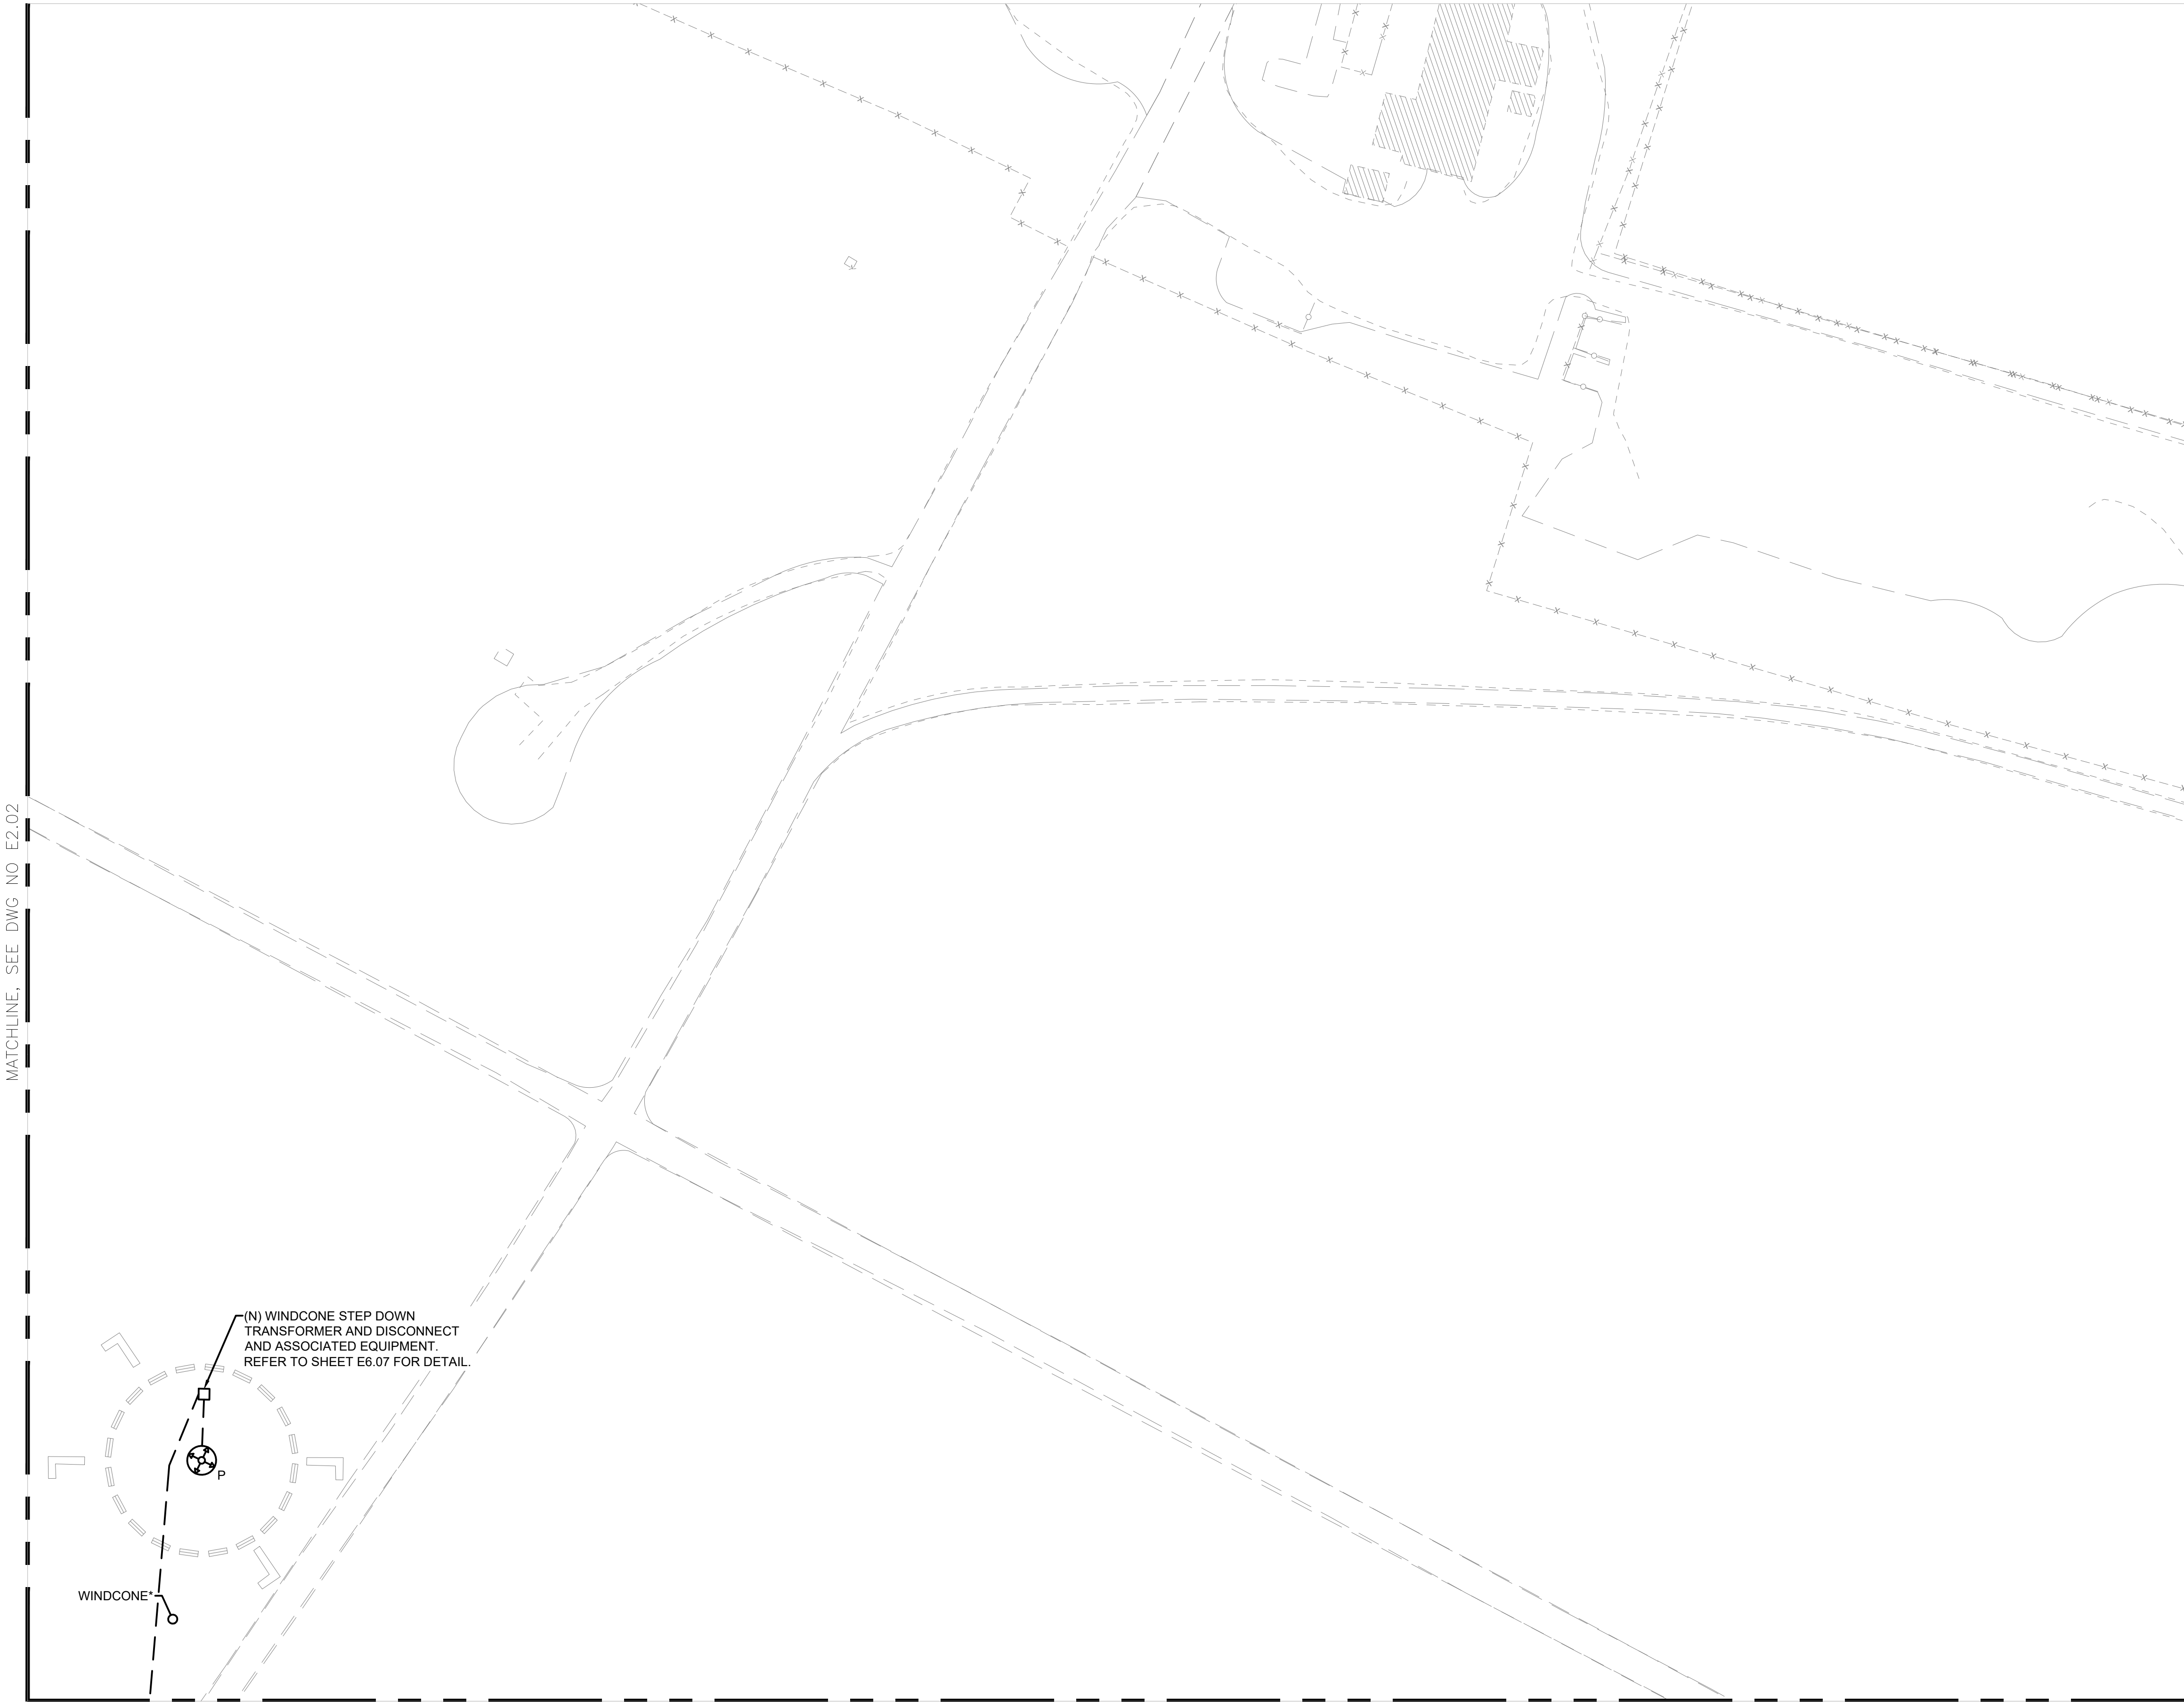 MATCHLINE, SEE DWG NO E2.02
(N) WINDCONE STEP DOWN
TRANSFORMER AND DISCONNECT
AND ASSOCIATED EQUIPMENT.
REFER TO SHEET E6.07 FOR DETAIL.
P
WINDCONE*